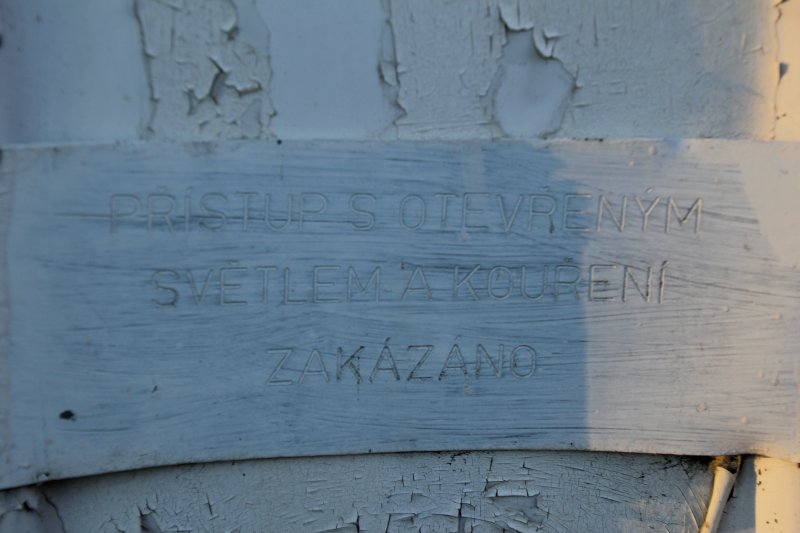 PŘÍSTUP S OTEVŘENÝM
SVĚTLEM A KOUŘENÍ
ZAKÁZÁNO